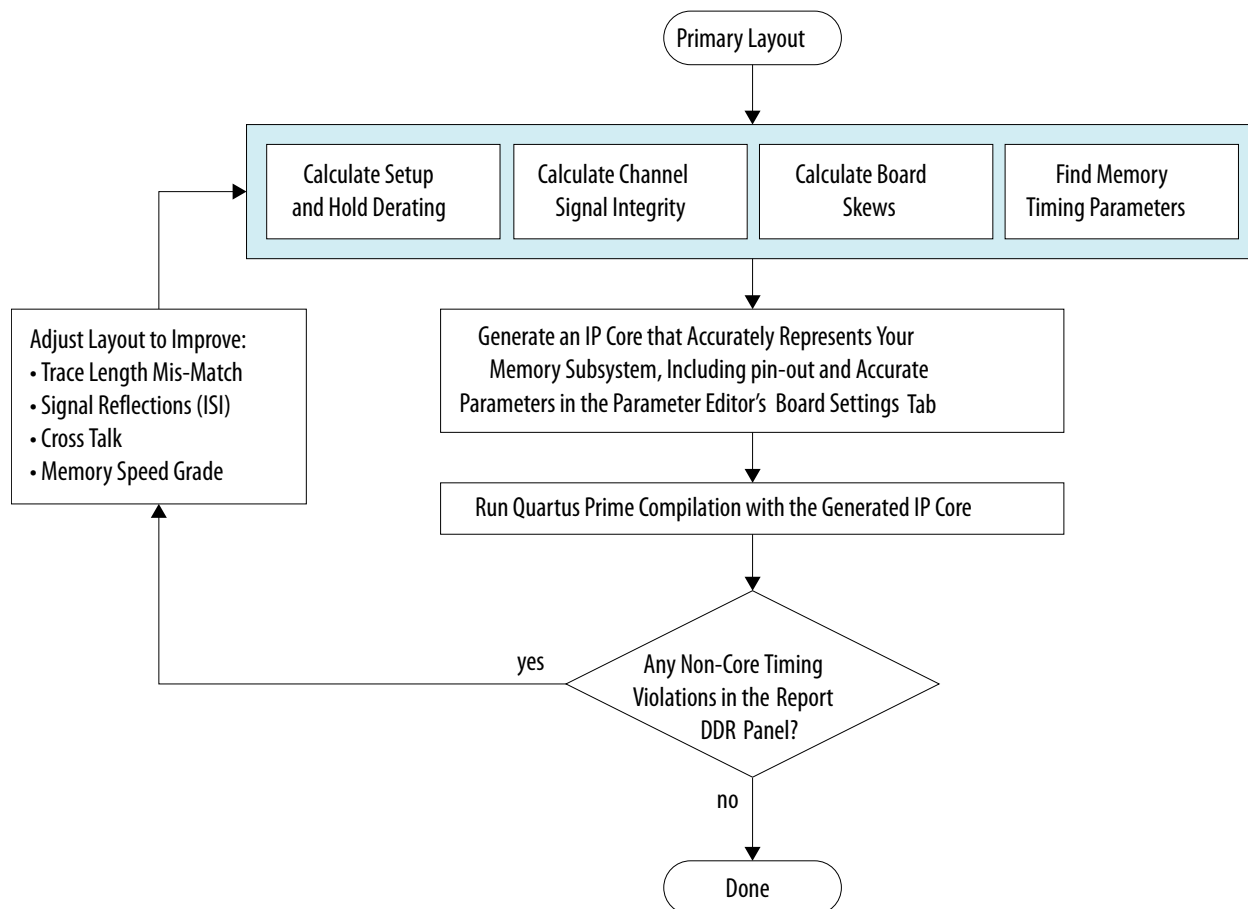 Primary Layout
Calculate Setup
and Hold Derating
Calculate Channel
Signal Integrity
Calculate Board
Skews
Find Memory
Timing Parameters
Adjust Layout to Improve:
• Trace Length Mis-Match
• Signal Reflections (ISI)
• Cross Talk
• Memory Speed Grade
Generate an IP Core that Accurately Represents Your
Memory Subsystem, Including pin-out and Accurate
Parameters in the Parameter Editor’s Board Settings Tab
Run Quartus Prime Compilation with the Generated IP Core
yes
Any Non-Core Timing
Violations in the Report
DDR Panel?
no
Done